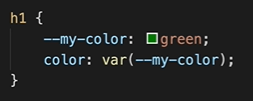 h1 {
--my-color: green;
color: var(--my-color);
}